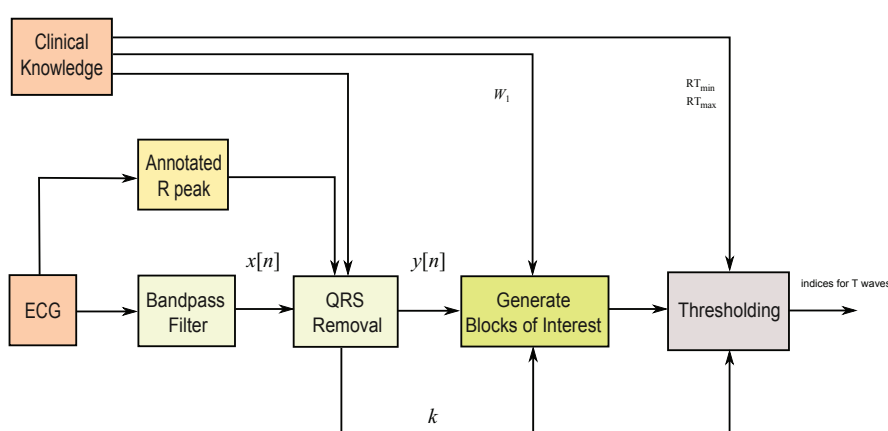 Clinical
Knowledge
W₁
RTmin
RTmax
Annotated
R peak
x[n]
y[n]
ECG
Bandpass
Filter
QRS
Removal
Generate
Blocks of Interest
Thresholding
indices for T waves
k